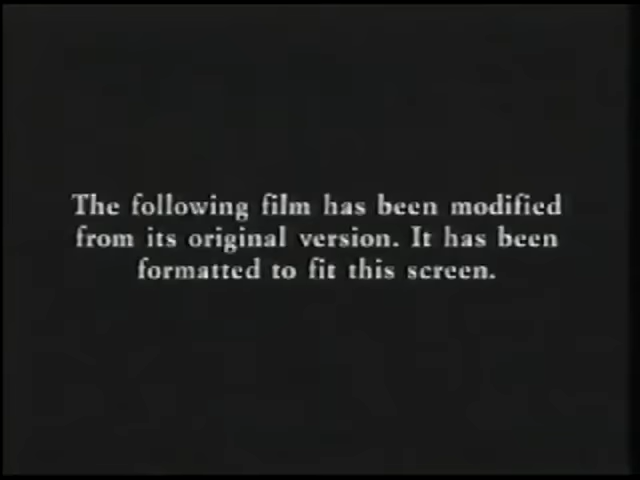 The following film has been modified
from its original version. It has been
formatted to fit this screen.